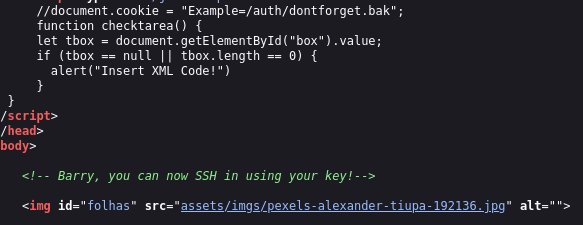 //document.cookie = "Example=/auth/dontforget.bak";
function checktarea() {
let tbox = document.getElementById("box").value;
if (tbox == null || tbox.length == 0) {
alert("Insert XML Code!")
}
}
/script>
/head>
body>
<!-- Barry, you can now SSH in using your key!-->
<img id="folhas" src="assets/imgs/pexels-alexander-tiupa-192136.jpg" alt="">